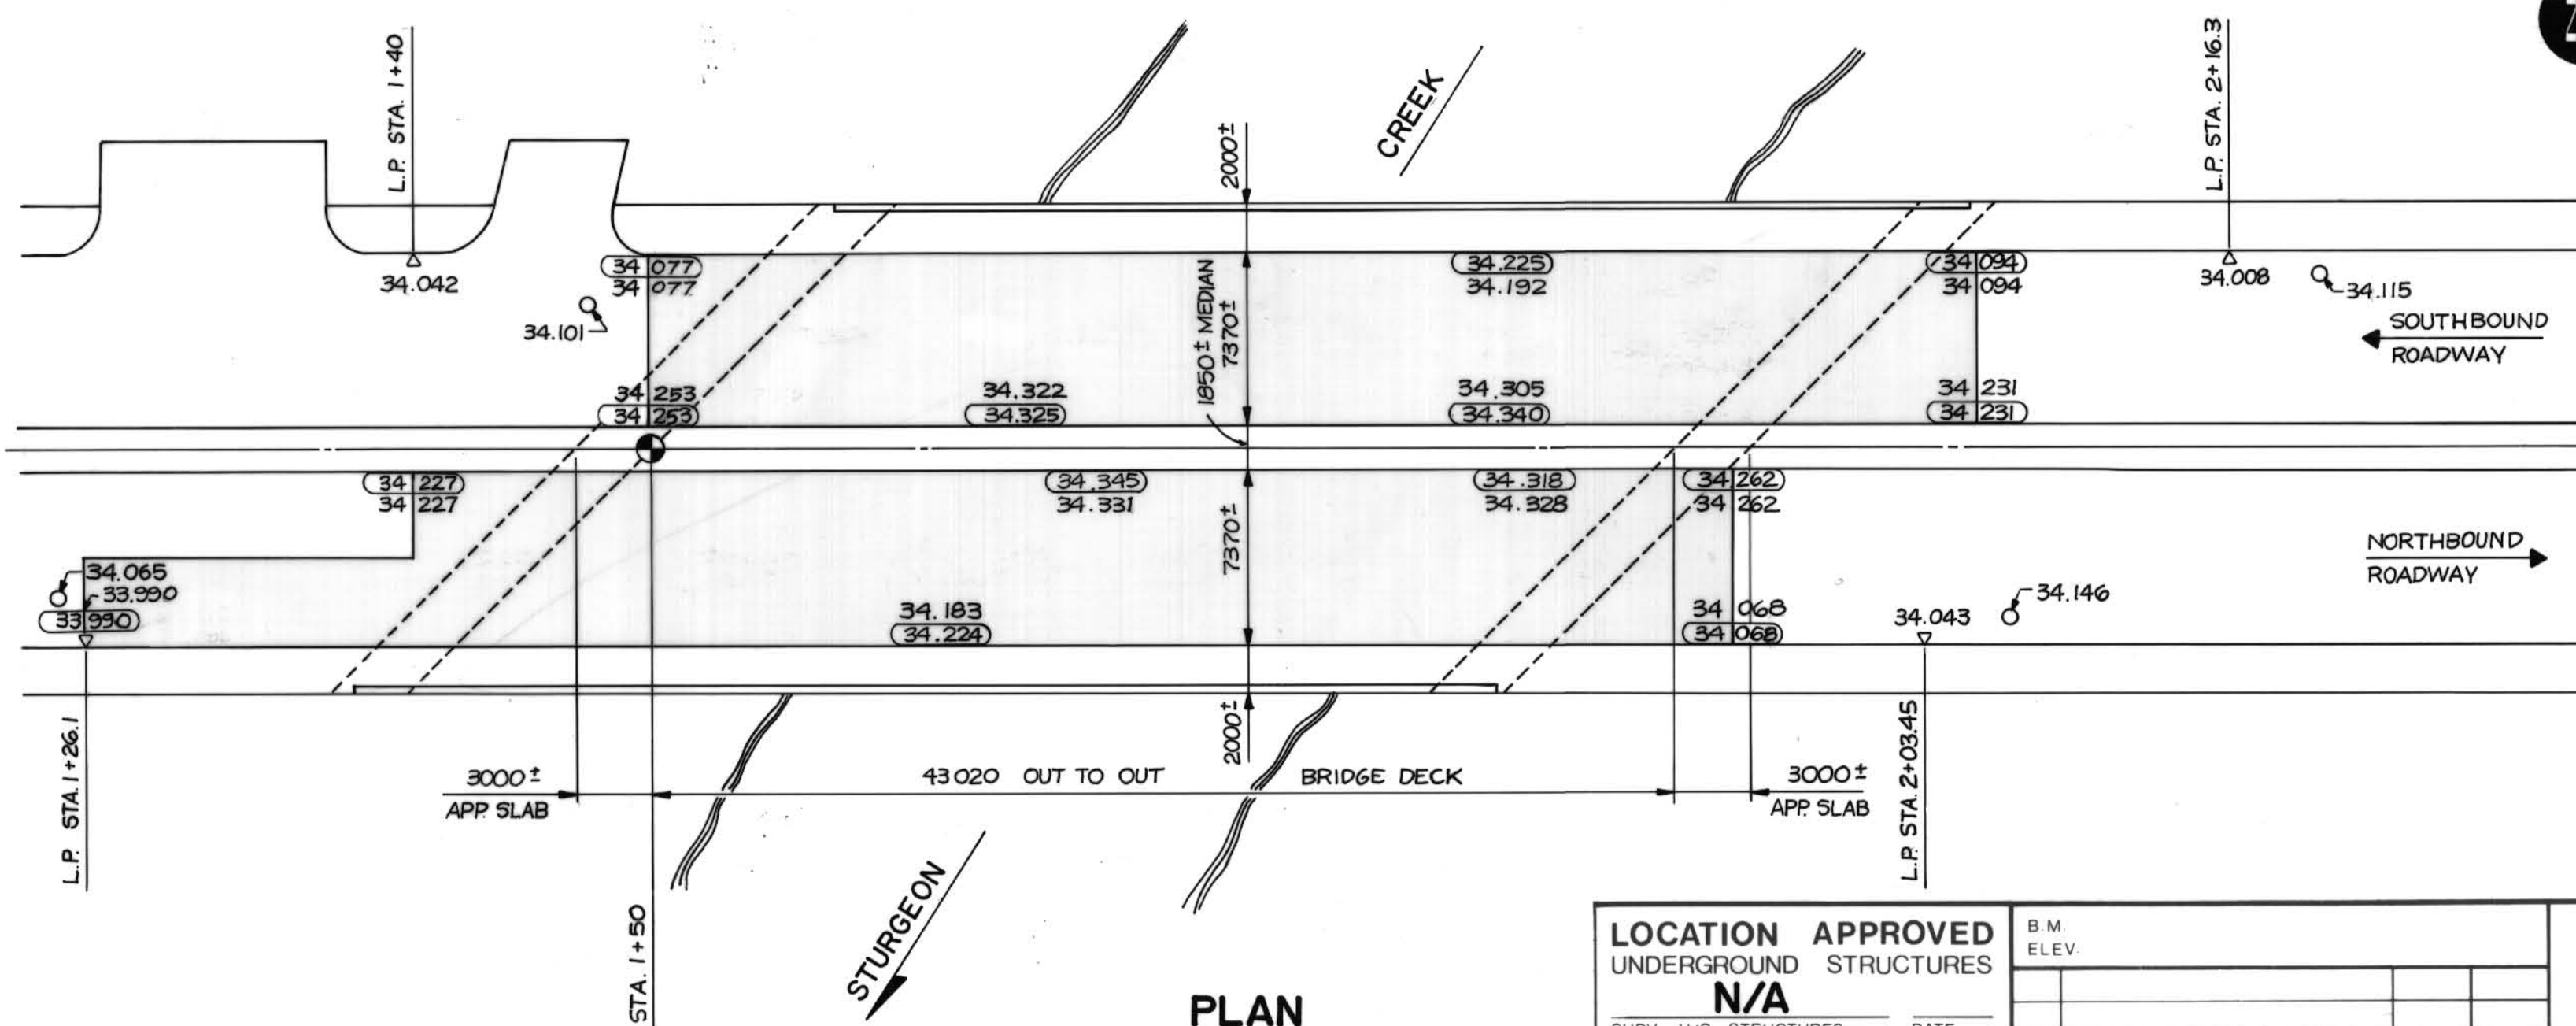 L.P. STA. 1+40
CREEK
2000±
L.P. STA. 2+16.3
34.042
34 077
34 077
34.101
1850± MEDIAN
7370±
34.225
34.192
34 094
34 094
34.008
34.115
SOUTHBOUND
ROADWAY
34 253
34 253
34.322
34.325
34.305
34.340
34 231
34 231
34 227
34 227
34.345
34.331
34.318
34.328
34 262
34 262
7370±
NORTHBOUND
ROADWAY
34.065
33.990
33.990
34.183
34.224
34 068
34 068
34.043
34.146
L.P. STA. 1+26.1
3000±
APP. SLAB
43020 OUT TO OUT BRIDGE DECK
2000±
3000±
APP. SLAB
L.P. STA. 2+03.45
STA. 1+50
STURGEON
PLAN
LOCATION APPROVED
UNDERGROUND STRUCTURES
N/A
B.M.
ELEV.